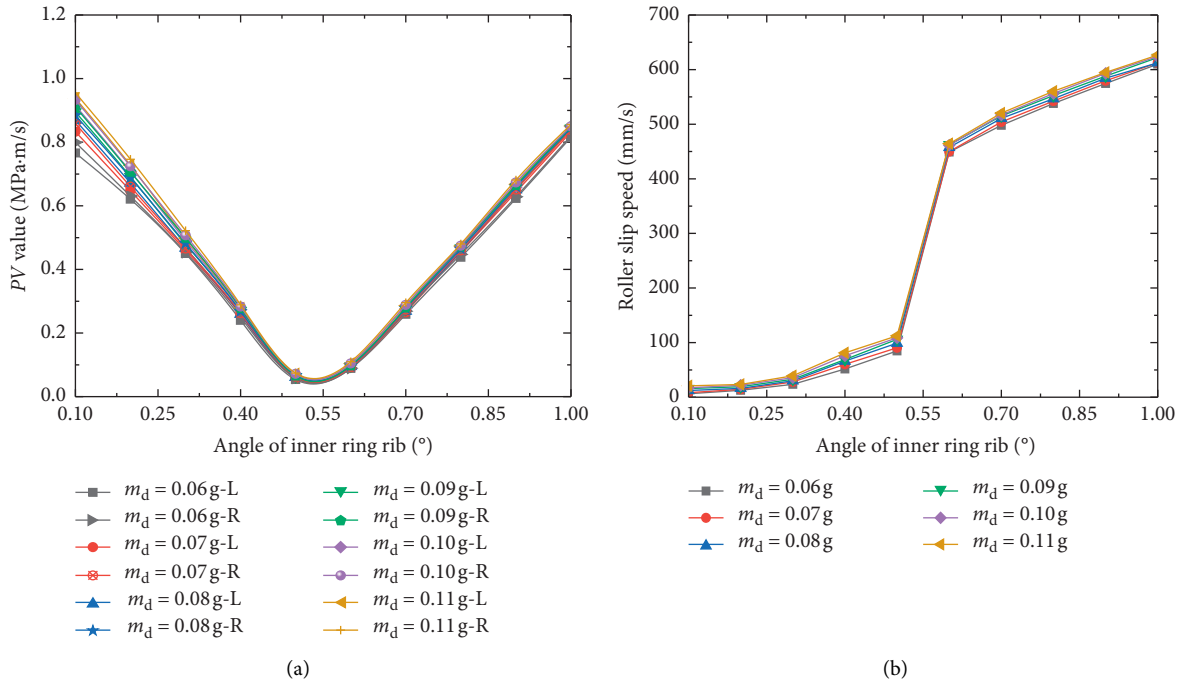 1.2
1.0
0.8
0.6
0.4
0.2
0.0
PV value (MPa·m/s)
0.10 0.25 0.40 0.55 0.70 0.85 1.00
Angle of inner ring rib (°)
m_d = 0.06 g-L
m_d = 0.06 g-R
m_d = 0.07 g-L
m_d = 0.07 g-R
m_d = 0.08 g-L
m_d = 0.08 g-R
m_d = 0.09 g-L
m_d = 0.09 g-R
m_d = 0.10 g-L
m_d = 0.10 g-R
m_d = 0.11 g-L
m_d = 0.11 g-R
(a)
700
600
500
400
300
200
100
0
Roller slip speed (mm/s)
0.10 0.25 0.40 0.55 0.70 0.85 1.00
Angle of inner ring rib (°)
m_d = 0.06 g
m_d = 0.07 g
m_d = 0.08 g
m_d = 0.09 g
m_d = 0.10 g
m_d = 0.11 g
(b)